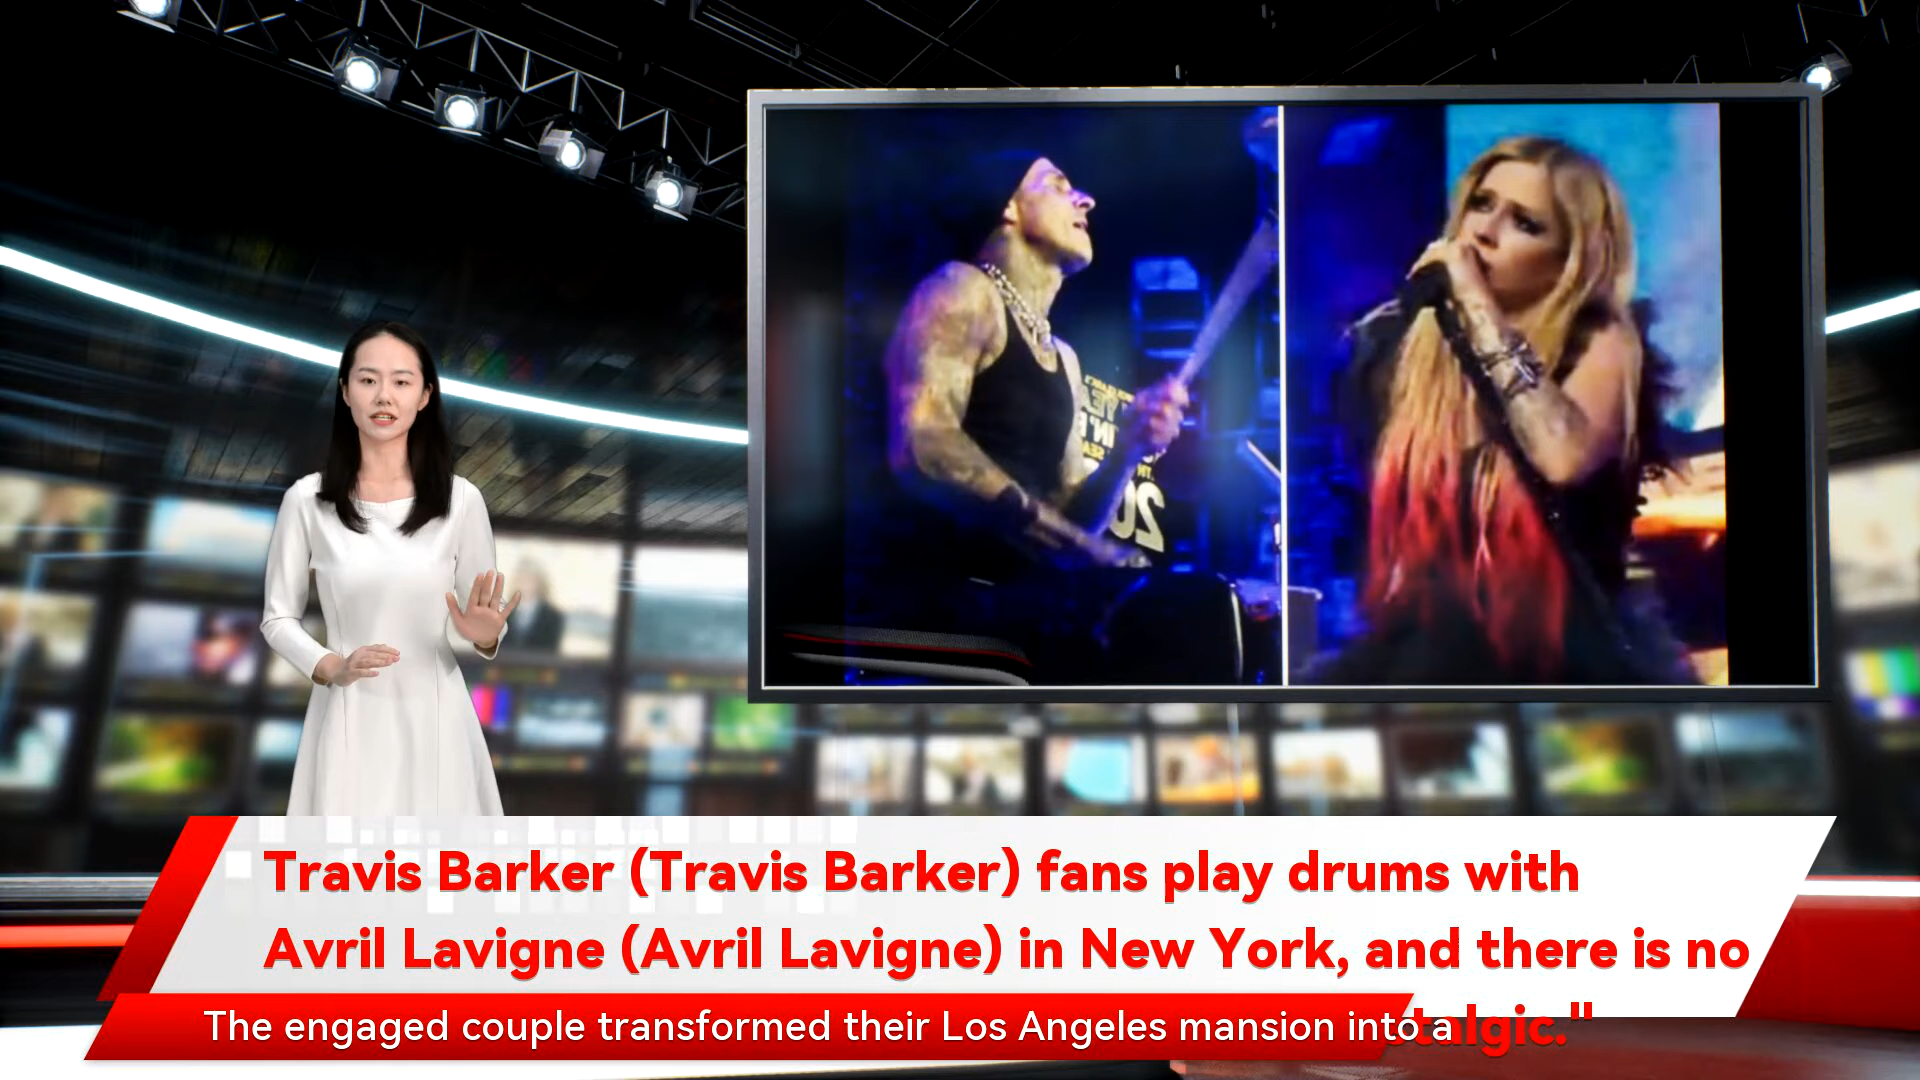 Travis Barker (Travis Barker) fans play drums with
Avril Lavigne (Avril Lavigne) in New York, and there is no
The engaged couple transformed their Los Angeles mansion into a